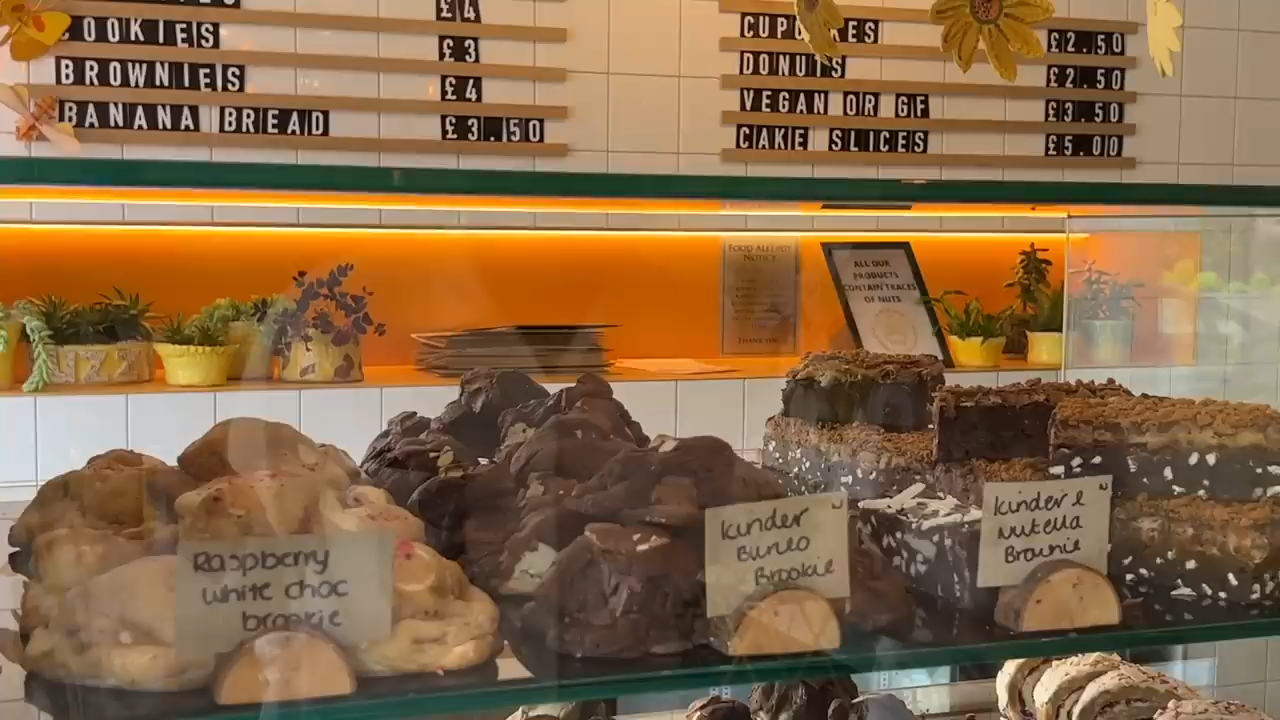 £4
COOKIES £3
BROWNIES £4
BANANA BREAD £3.50
CUPCAKES £2.50
DONUTS £2.50
VEGAN OR GF £3.50
CAKE SLICES £5.00
FOOD ALLERGY
NOTICE
THANK YOU
ALL OUR
PRODUCTS
CONTAIN TRACES
OF NUTS
Raspberry
white choc
brookie
Kinder
Bueno
Brookie
Kinder &
Nutella
Brownie